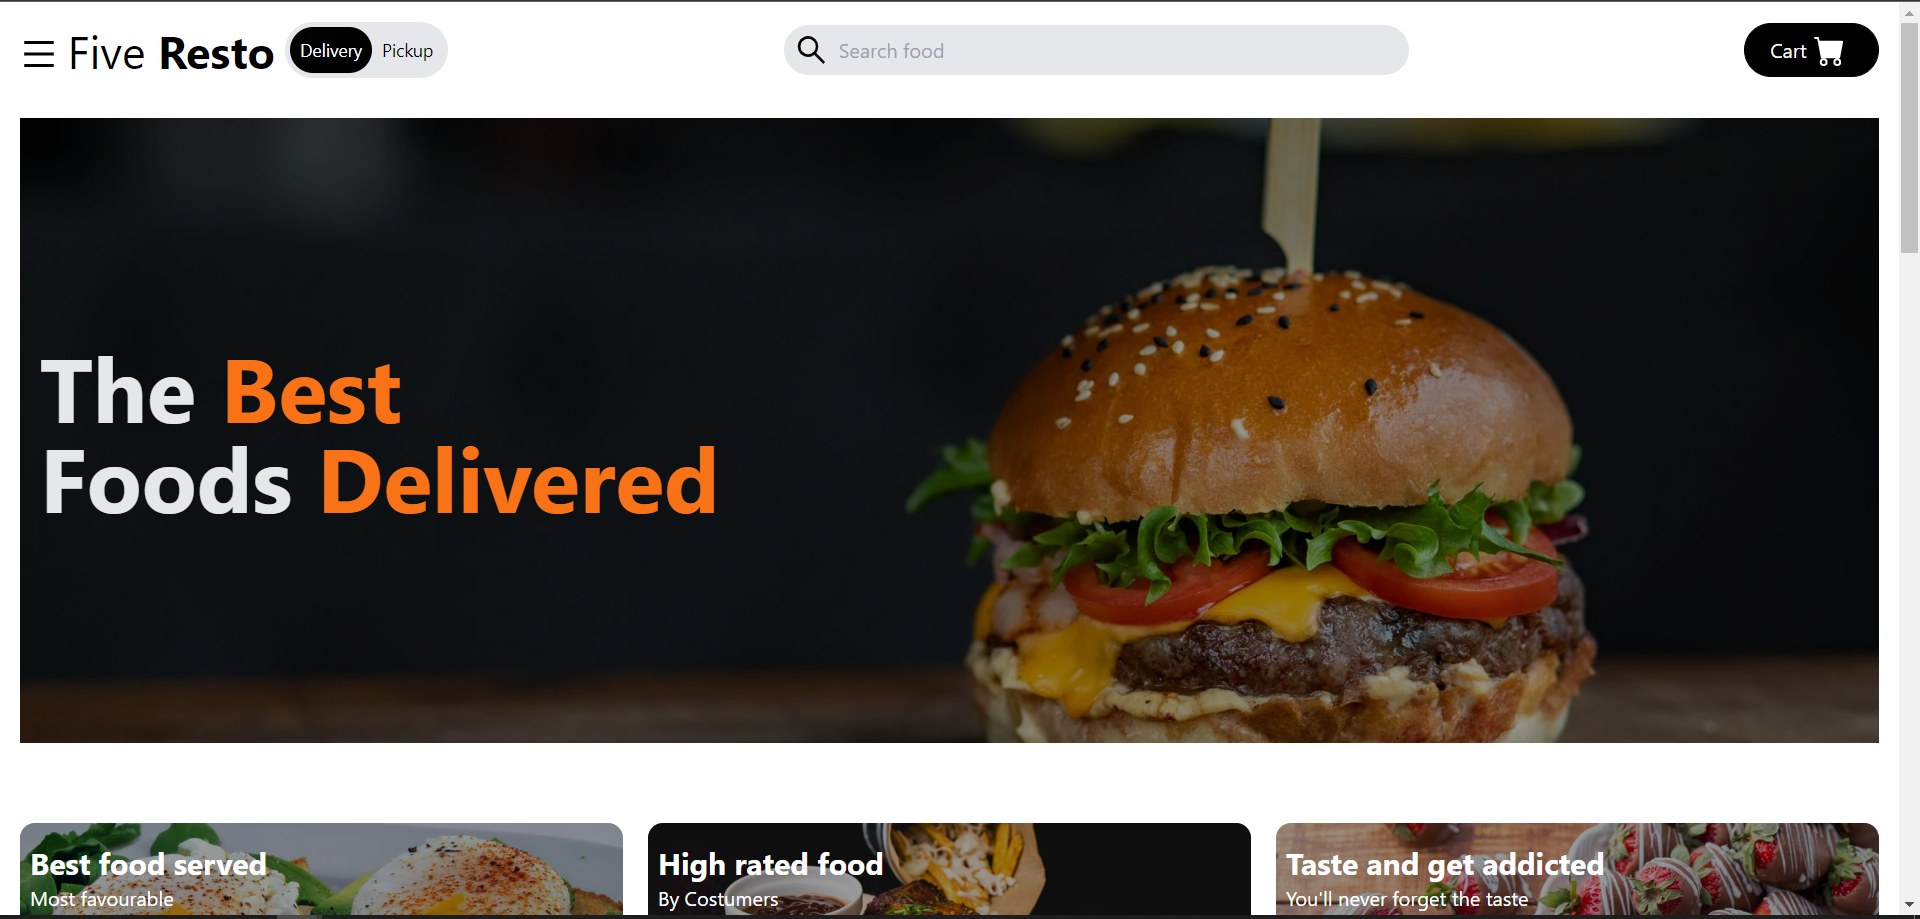 Five Resto
Delivery Pickup
Search food
Cart
The Best
Foods Delivered
Best food served
Most favourable
High rated food
By Costumers
Taste and get addicted
You'll never forget the taste